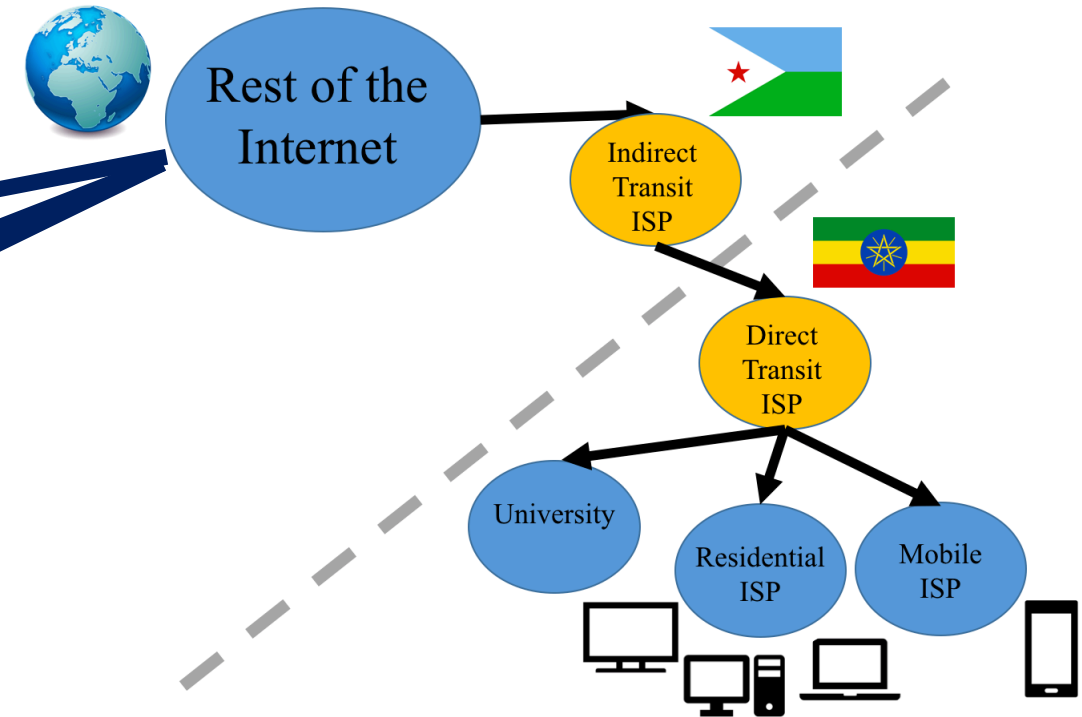 Rest of the
Internet
Indirect
Transit
ISP
Direct
Transit
ISP
University
Residential
ISP
Mobile
ISP